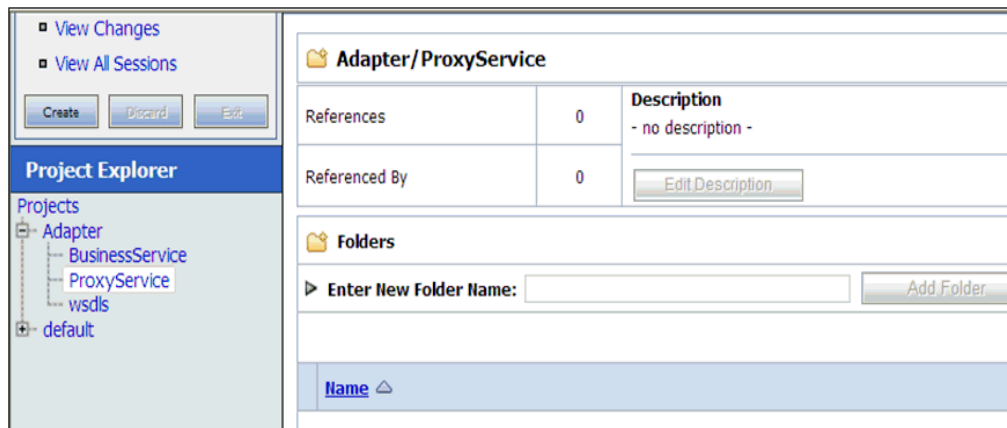 View Changes
View All Sessions
Create Discard Exit
Project Explorer
Projects
Adapter
BusinessService
ProxyService
wsdls
default
Adapter/ProxyService
References 0
Referenced By 0
Description
- no description -
Edit Description
Folders
Enter New Folder Name: Add Folder
Name